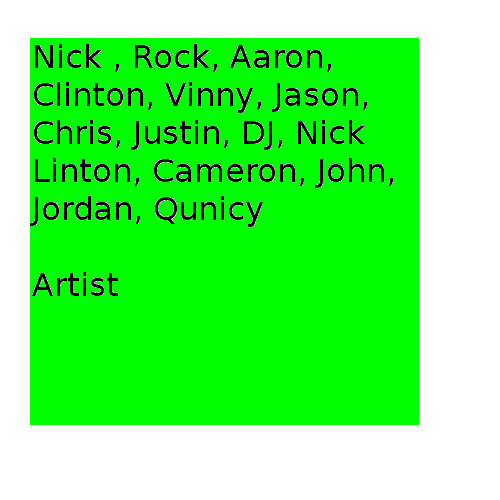 Nick , Rock, Aaron,
Clinton, Vinny, Jason,
Chris, Justin, DJ, Nick
Linton, Cameron, John,
Jordan, Qunicy
Artist